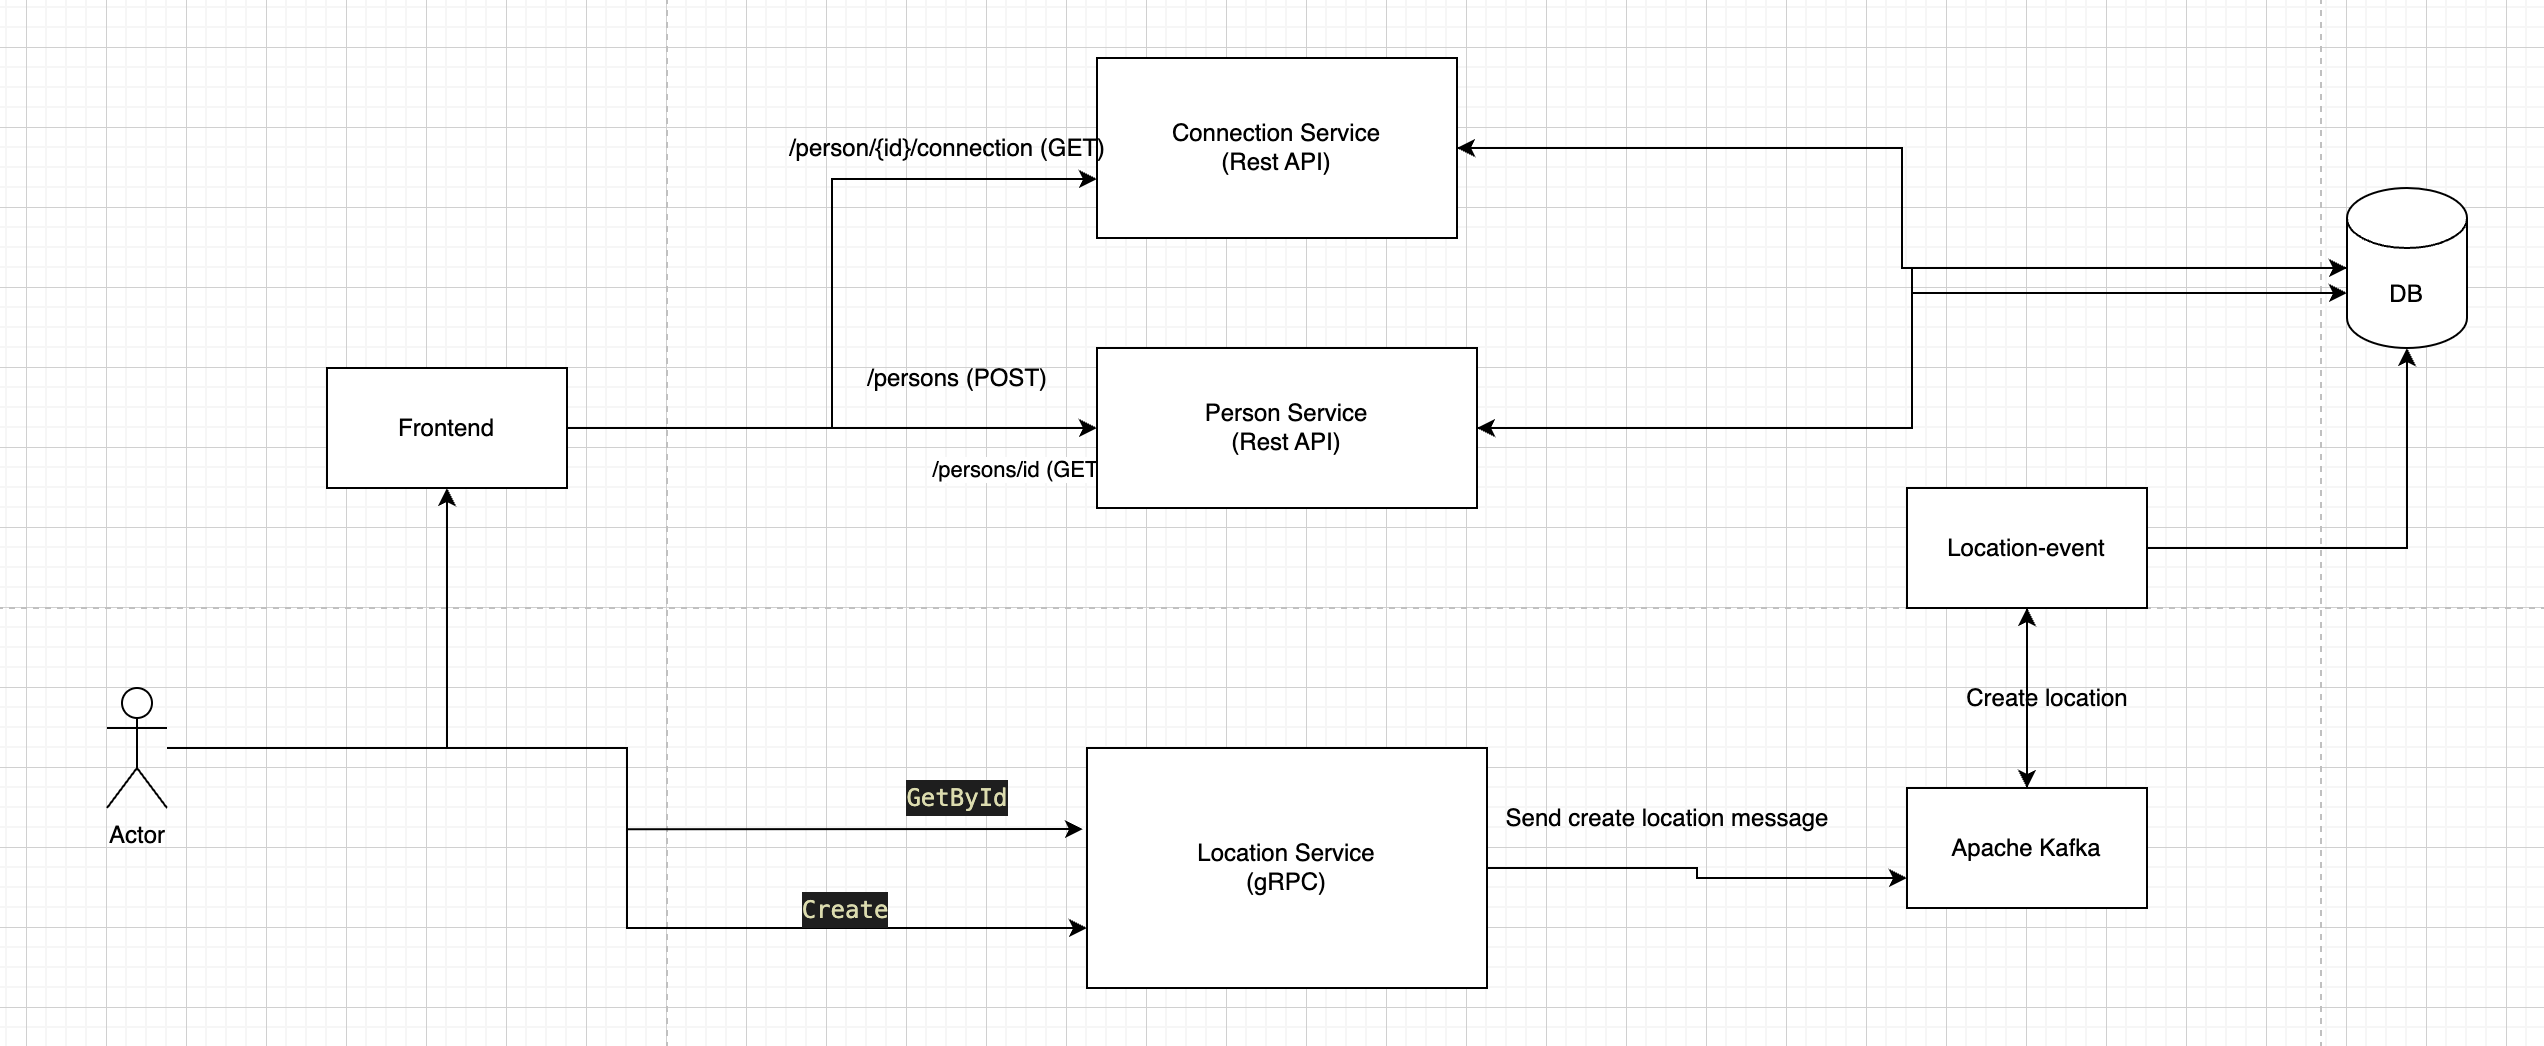 Connection Service
(Rest API)
/person/{id}/connection (GET)
DB
/persons (POST)
Person Service
(Rest API)
Frontend
/persons/id (GET
Location-event
Create location
GetById
Send create location message
Actor
Location Service
(gRPC)
Apache Kafka
Create